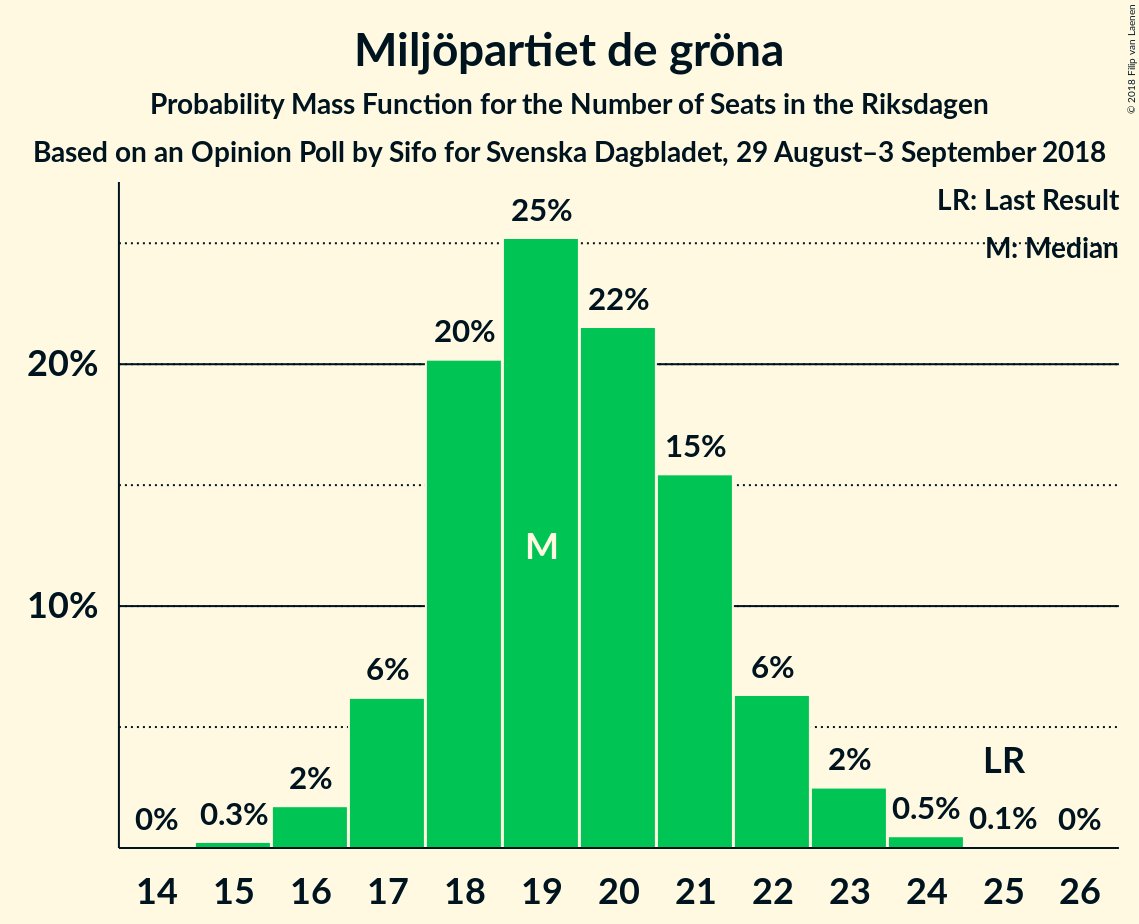 Miljöpartiet de gröna
Probability Mass Function for the Number of Seats in the Riksdagen
Based on an Opinion Poll by Sifo for Svenska Dagbladet, 29 August–3 September 2018
© 2018 Filip van Laenen
LR: Last Result
M: Median
25%
22%
20%
20%
15%
M
10%
6%
6%
2%
2%
LR
0%
0.3%
0.5%
0.1%
0%
14 15 16 17 18 19 20 21 22 23 24 25 26